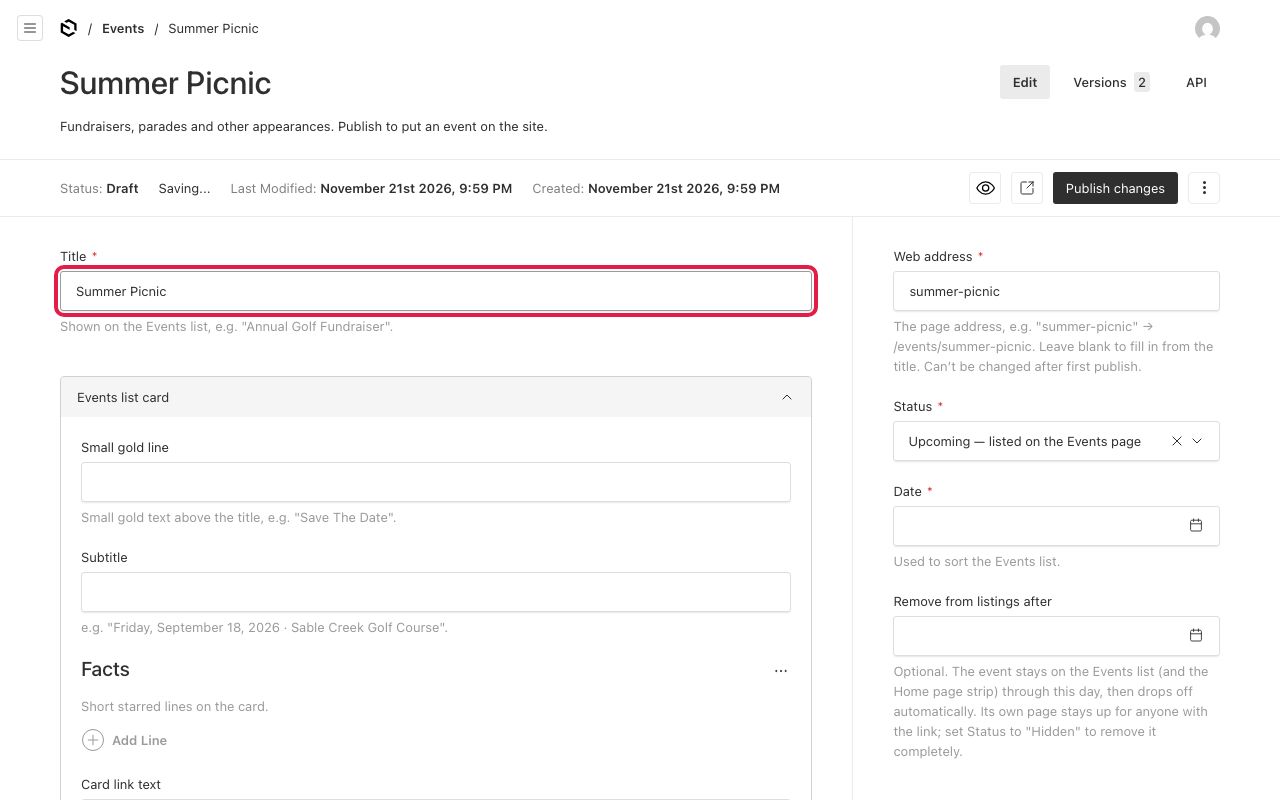 / Events / Summer Picnic
Summer Picnic
Edit
Versions 2
API
Fundraisers, parades and other appearances. Publish to put an event on the site.
Status: Draft
Saving...
Last Modified: November 21st 2026, 9:59 PM
Created: November 21st 2026, 9:59 PM
Publish changes
Title *
Summer Picnic
Shown on the Events list, e.g. "Annual Golf Fundraiser".
Events list card
Small gold line
Small gold text above the title, e.g. "Save The Date".
Subtitle
e.g. "Friday, September 18, 2026 · Sable Creek Golf Course".
Facts
Short starred lines on the card.
Add Line
Card link text
Web address *
summer-picnic
The page address, e.g. "summer-picnic" →
/events/summer-picnic. Leave blank to fill in from the
title. Can't be changed after first publish.
Status *
Upcoming — listed on the Events page
Date *
Used to sort the Events list.
Remove from listings after
Optional. The event stays on the Events list (and the
Home page strip) through this day, then drops off
automatically. Its own page stays up for anyone with
the link; set Status to "Hidden" to remove it
completely.